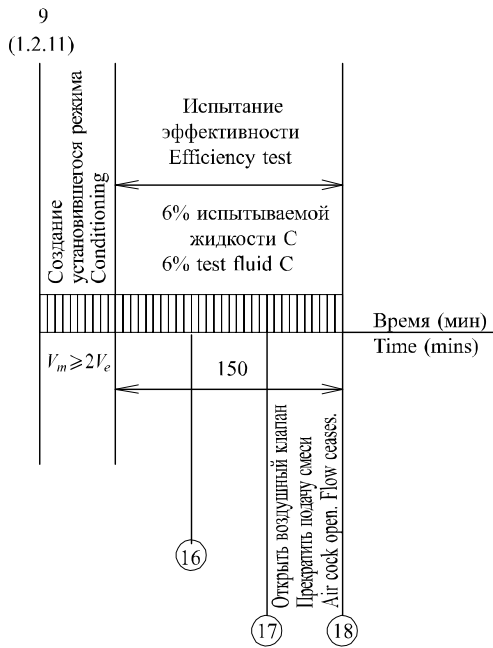 9
(1.2.11)
Создание
установившегося режима
Conditioning
Испытание
эффективности
Efficiency test
6% испытываемой
жидкости C
6% test fluid C
Время (мин)
Time (mins)
Vm ⩾ 2Ve
150
Открыть воздушный клапан
Прекратить подачу смеси
Air cock open. Flow ceases.
16
17
18